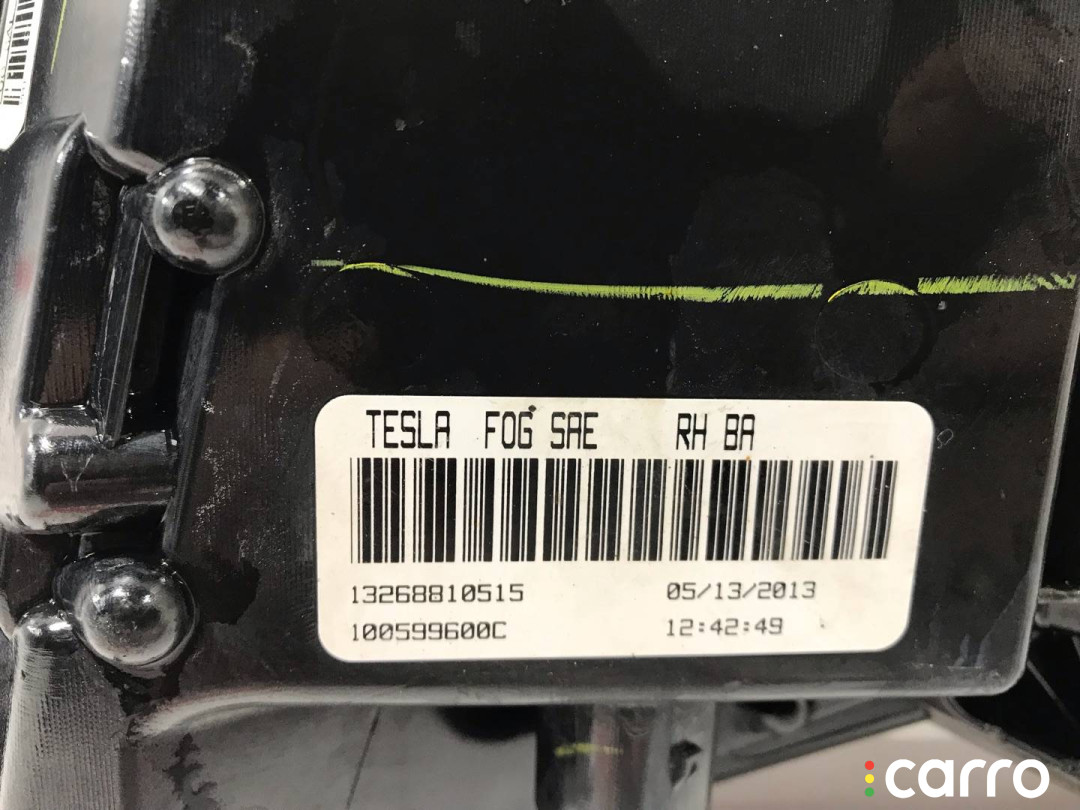 TESLA FOG SAE RH BA
13268810515 05/13/2013
100599600C 12:42:49
carro